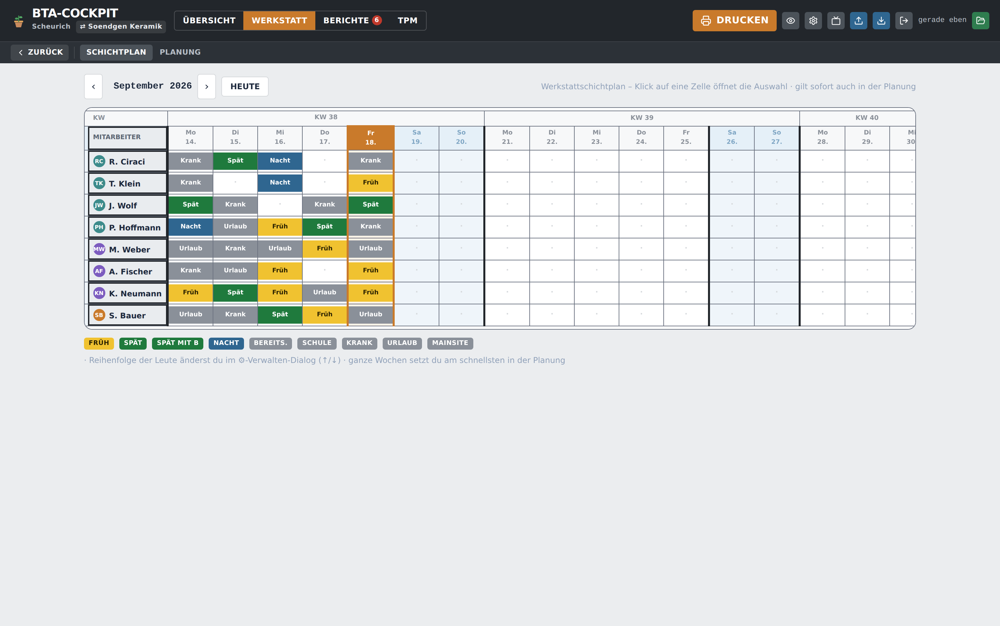 BTA-COCKPIT
Scheurich ⇄ Soendgen Keramik
ÜBERSICHT WERKSTATT BERICHTE 6 TPM
DRUCKEN gerade eben
ZURÜCK SCHICHTPLAN PLANUNG
‹ September 2026 › HEUTE
Werkstattschichtplan – Klick auf eine Zelle öffnet die Auswahl · gilt sofort auch in der Planung
KW KW 38 KW 39 KW 40
MITARBEITER Mo 14. Di 15. Mi 16. Do 17. Fr 18. Sa 19. So 20. Mo 21. Di 22. Mi 23. Do 24. Fr 25. Sa 26. So 27. Mo 28. Di 29. Mi 30
RC R. Ciraci Krank Spät Nacht · Krank · · · · · · · · · · · ·
TK T. Klein Krank · Nacht · Früh · · · · · · · · · · · ·
JW J. Wolf Spät Krank · Krank Spät · · · · · · · · · · · ·
PH P. Hoffmann Nacht Urlaub Früh Spät Krank · · · · · · · · · · · ·
MW M. Weber Urlaub Krank Urlaub Früh Urlaub · · · · · · · · · · · ·
AF A. Fischer Krank Urlaub Früh · Früh · · · · · · · · · · · ·
KN K. Neumann Früh Spät Früh Urlaub Früh · · · · · · · · · · · ·
SB S. Bauer Urlaub Krank Spät Früh Urlaub · · · · · · · · · · · ·
FRÜH SPÄT SPÄT MIT B NACHT BEREITS. SCHULE KRANK URLAUB MAINSITE
· Reihenfolge der Leute änderst du im ⚙-Verwalten-Dialog (↑/↓) · ganze Wochen setzt du am schnellsten in der Planung